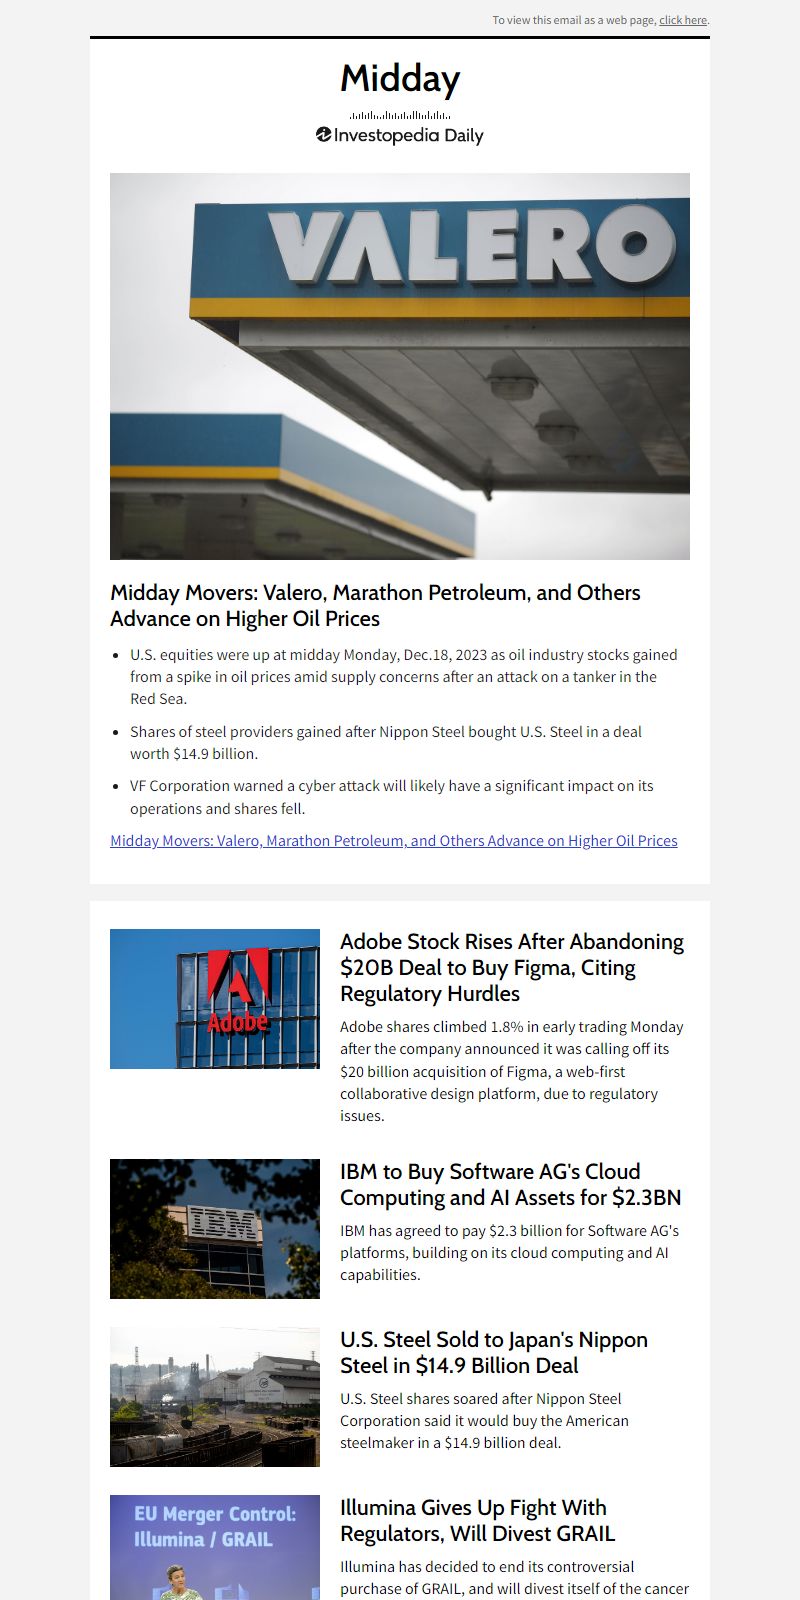 To view this email as a web page, click here.
Midday
Investopedia Daily
VALERO
Midday Movers: Valero, Marathon Petroleum, and Others
Advance on Higher Oil Prices
• U.S. equities were up at midday Monday, Dec.18, 2023 as oil industry stocks gained
from a spike in oil prices amid supply concerns after an attack on a tanker in the
Red Sea.
• Shares of steel providers gained after Nippon Steel bought U.S. Steel in a deal
worth $14.9 billion.
• VF Corporation warned a cyber attack will likely have a significant impact on its
operations and shares fell.
Midday Movers: Valero, Marathon Petroleum, and Others Advance on Higher Oil Prices
Adobe
Adobe Stock Rises After Abandoning
$20B Deal to Buy Figma, Citing
Regulatory Hurdles
Adobe shares climbed 1.8% in early trading Monday
after the company announced it was calling off its
$20 billion acquisition of Figma, a web-first
collaborative design platform, due to regulatory
issues.
IBM
IBM to Buy Software AG's Cloud
Computing and AI Assets for $2.3BN
IBM has agreed to pay $2.3 billion for Software AG's
platforms, building on its cloud computing and AI
capabilities.
U.S. Steel Sold to Japan's Nippon
Steel in $14.9 Billion Deal
U.S. Steel shares soared after Nippon Steel
Corporation said it would buy the American
steelmaker in a $14.9 billion deal.
EU Merger Control:
Illumina / GRAIL
Illumina Gives Up Fight With
Regulators, Will Divest GRAIL
Illumina has decided to end its controversial
purchase of GRAIL, and will divest itself of the cancer